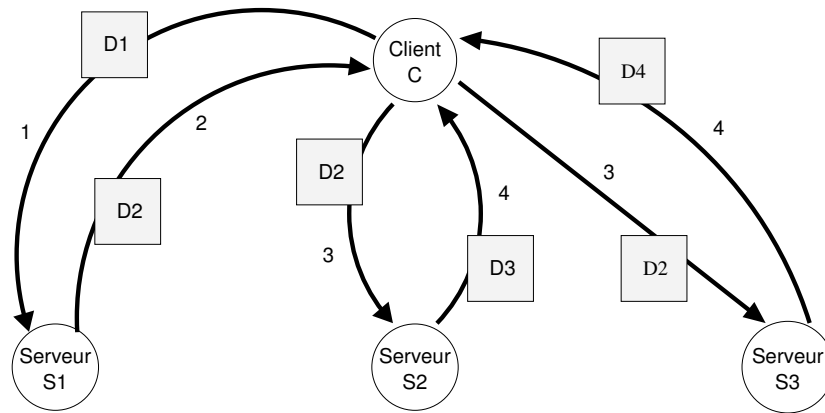 D1
Client
C
D4
1
2
4
D2
3
D2
4
3
D3
D2
Serveur
S1
Serveur
S2
Serveur
S3